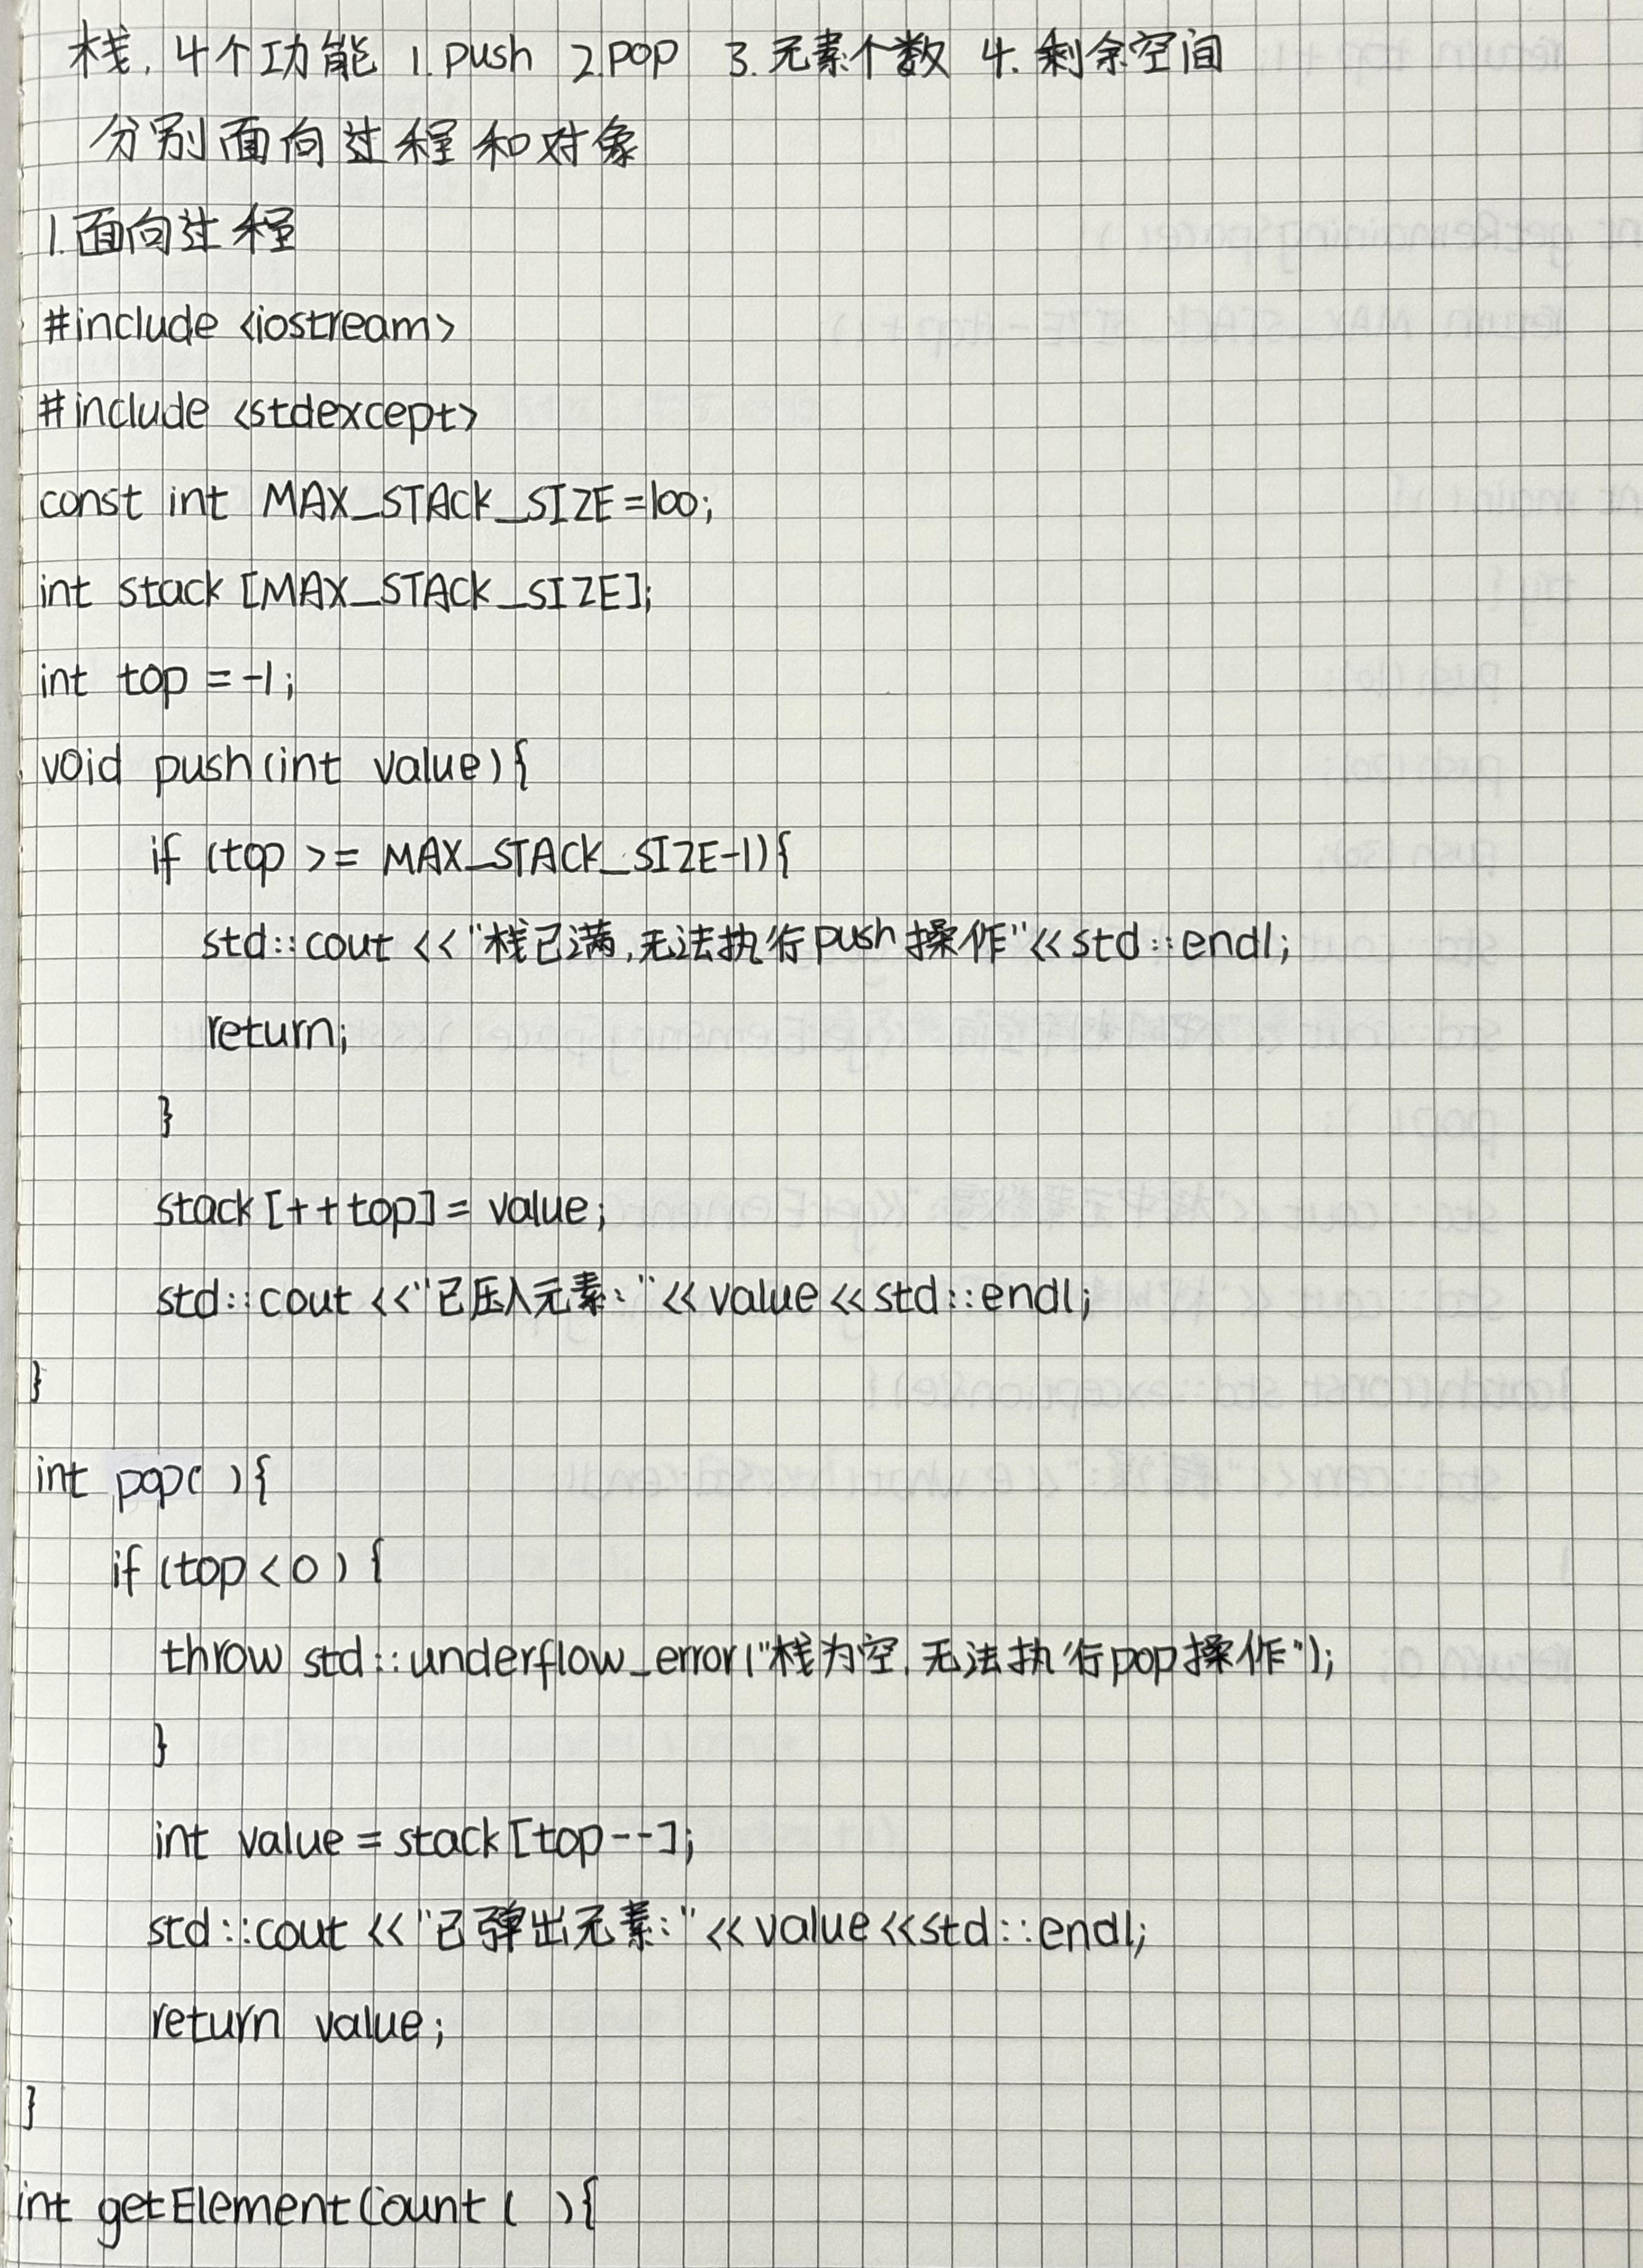 栈. 4个功能 1. push 2. pop 3. 元素个数 4. 剩余空间
分别面向过程和对象
1. 面向过程
#include <iostream>
#include <stdexcept>
const int MAX_STACK_SIZE=100;
int stack [MAX_STACK_SIZE];
int top = -1;
void push(int value){
if (top >= MAX_STACK_SIZE-1){
std::cout << "栈已满,无法执行push操作"<< std::endl;
return;
}
stack [++top] = value;
std::cout <<"已压入元素:"<< value << std::endl;
}
int pop( ){
if (top < 0) {
throw std::underflow_error("栈为空,无法执行pop操作");
}
int value = stack [top--];
std::cout << "已弹出元素:"<< value <<std::endl;
return value;
}
int getElementCount ( ){